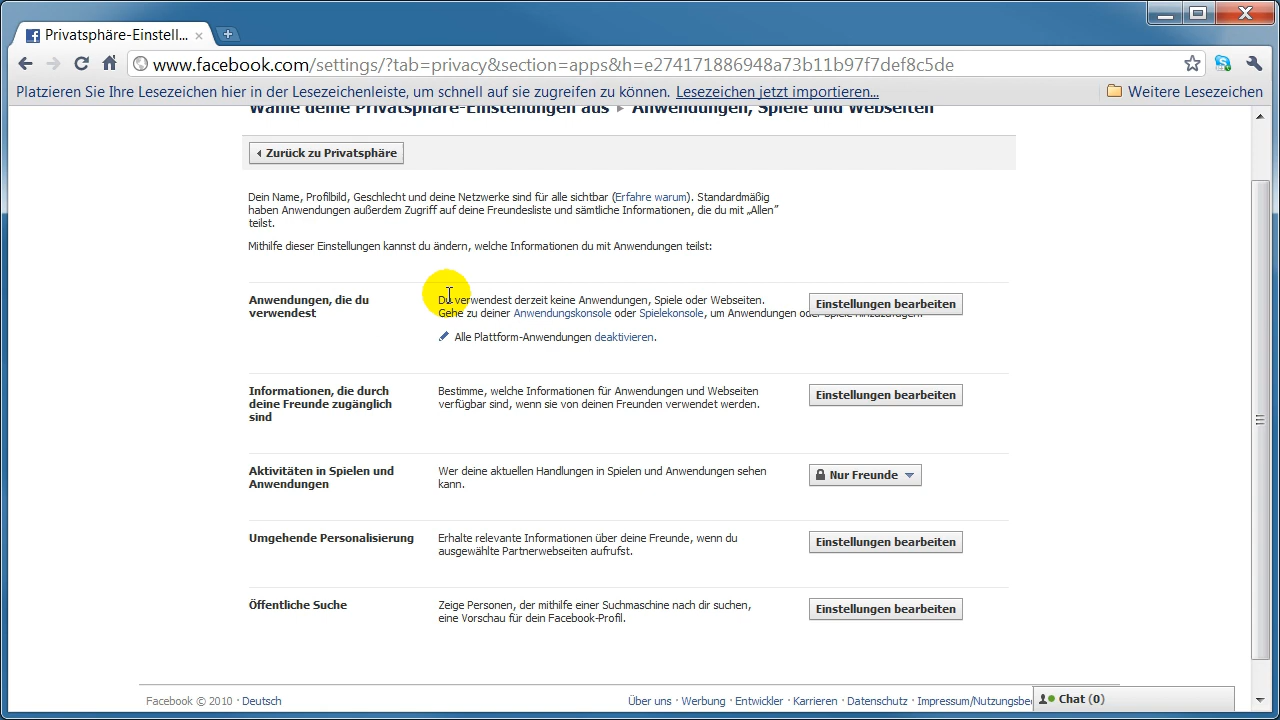 Privatsphäre-Einstell...
www.facebook.com/settings/?tab=privacy&section=apps&h=e274171886948a73b11b97f7def8c5de
Platzieren Sie Ihre Lesezeichen hier in der Lesezeichenleiste, um schnell auf sie zugreifen zu können. Lesezeichen jetzt importieren... Weitere Lesezeichen
Wähle deine Privatsphäre-Einstellungen aus ▸ Anwendungen, Spiele und Webseiten
Zurück zu Privatsphäre
Dein Name, Profilbild, Geschlecht und deine Netzwerke sind für alle sichtbar (Erfahre warum). Standardmäßig
haben Anwendungen außerdem Zugriff auf deine Freundesliste und sämtliche Informationen, die du mit „Allen“
teilst.
Mithilfe dieser Einstellungen kannst du ändern, welche Informationen du mit Anwendungen teilst:
Anwendungen, die du
verwendest
Du verwendest derzeit keine Anwendungen, Spiele oder Webseiten.
Gehe zu deiner Anwendungskonsole oder Spielekonsole, um Anwendungen oder Spiele hinzuzufügen.
Alle Plattform-Anwendungen deaktivieren.
Einstellungen bearbeiten
Informationen, die durch
deine Freunde zugänglich
sind
Bestimme, welche Informationen für Anwendungen und Webseiten
verfügbar sind, wenn sie von deinen Freunden verwendet werden.
Einstellungen bearbeiten
Aktivitäten in Spielen und
Anwendungen
Wer deine aktuellen Handlungen in Spielen und Anwendungen sehen
kann.
Nur Freunde
Umgehende Personalisierung
Erhalte relevante Informationen über deine Freunde, wenn du
ausgewählte Partnerwebseiten aufrufst.
Einstellungen bearbeiten
Öffentliche Suche
Zeige Personen, der mithilfe einer Suchmaschine nach dir suchen,
eine Vorschau für dein Facebook-Profil.
Einstellungen bearbeiten
Facebook © 2010 · Deutsch
Über uns · Werbung · Entwickler · Karrieren · Datenschutz · Impressum/Nutzungsbe
Chat (0)